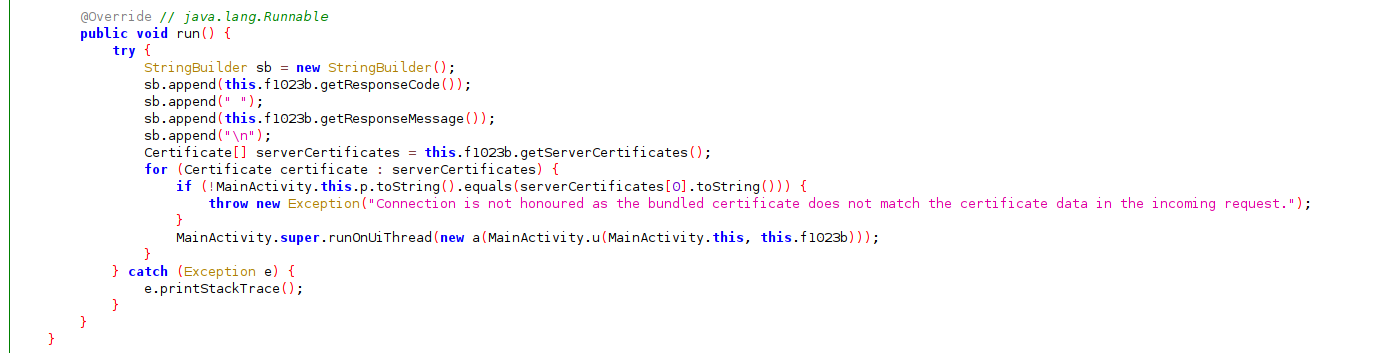 @Override // java.lang.Runnable
public void run() {
try {
StringBuilder sb = new StringBuilder();
sb.append(this.f1023b.getResponseCode());
sb.append(" ");
sb.append(this.f1023b.getResponseMessage());
sb.append("\n");
Certificate[] serverCertificates = this.f1023b.getServerCertificates();
for (Certificate certificate : serverCertificates) {
if (!MainActivity.this.p.toString().equals(serverCertificates[0].toString())) {
throw new Exception("Connection is not honoured as the bundled certificate does not match the certificate data in the incoming request.");
}
MainActivity.super.runOnUiThread(new a(MainActivity.u(MainActivity.this, this.f1023b)));
}
} catch (Exception e) {
e.printStackTrace();
}
}
}